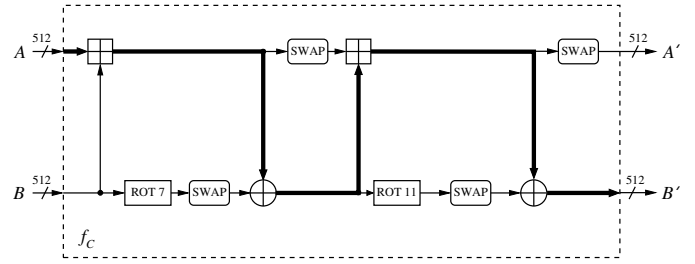 512 512
A SWAP SWAP A′
512 512
B ROT 7 SWAP ROT 11 SWAP B′
f_C